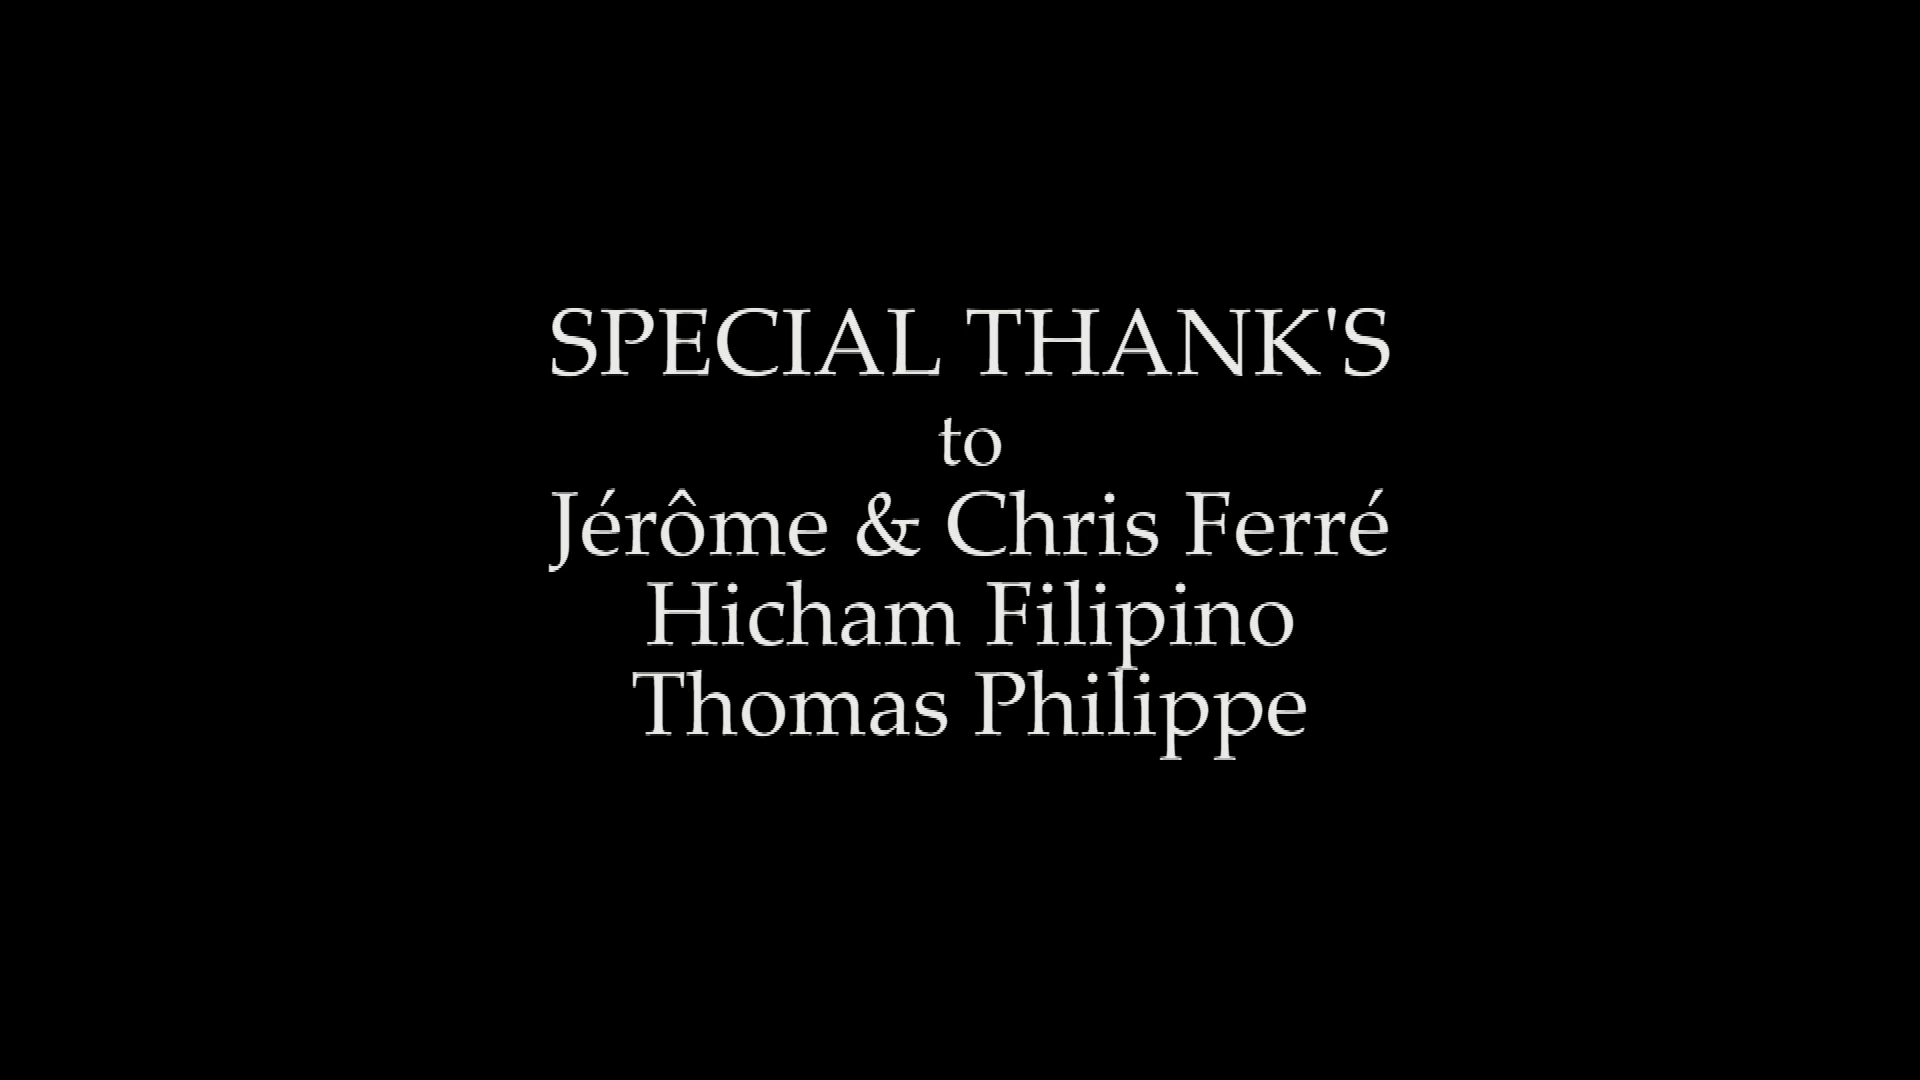 SPECIAL THANK'S
to
Jérôme & Chris Ferré
Hicham Filipino
Thomas Philippe